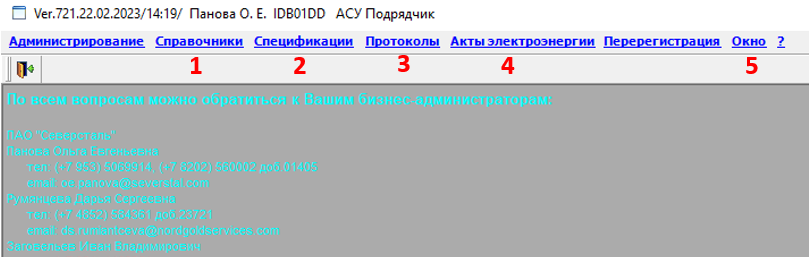 Ver.721.22.02.2023/14:19/ Панова О. Е. IDB01DD АСУ Подрядчик
Администрирование Справочники Спецификации Протоколы Акты электроэнергии Перерегистрация Окно ?
1 2 3 4 5
По всем вопросам можно обратиться к Вашим бизнес администраторам:
ПАО "Северсталь"
Панова Ольга Евгеньевна
тел: (+7 953) 5069914, (+7 8202) 560002 доб.01495
email: oe.panova@severstal.com
Румянцева Дарья Сергеевна
тел: (+7 4852) 534361 доб.23721
email: ds.rumiantceva@nordgoldservices.com
Заговельев Иван Владимирович